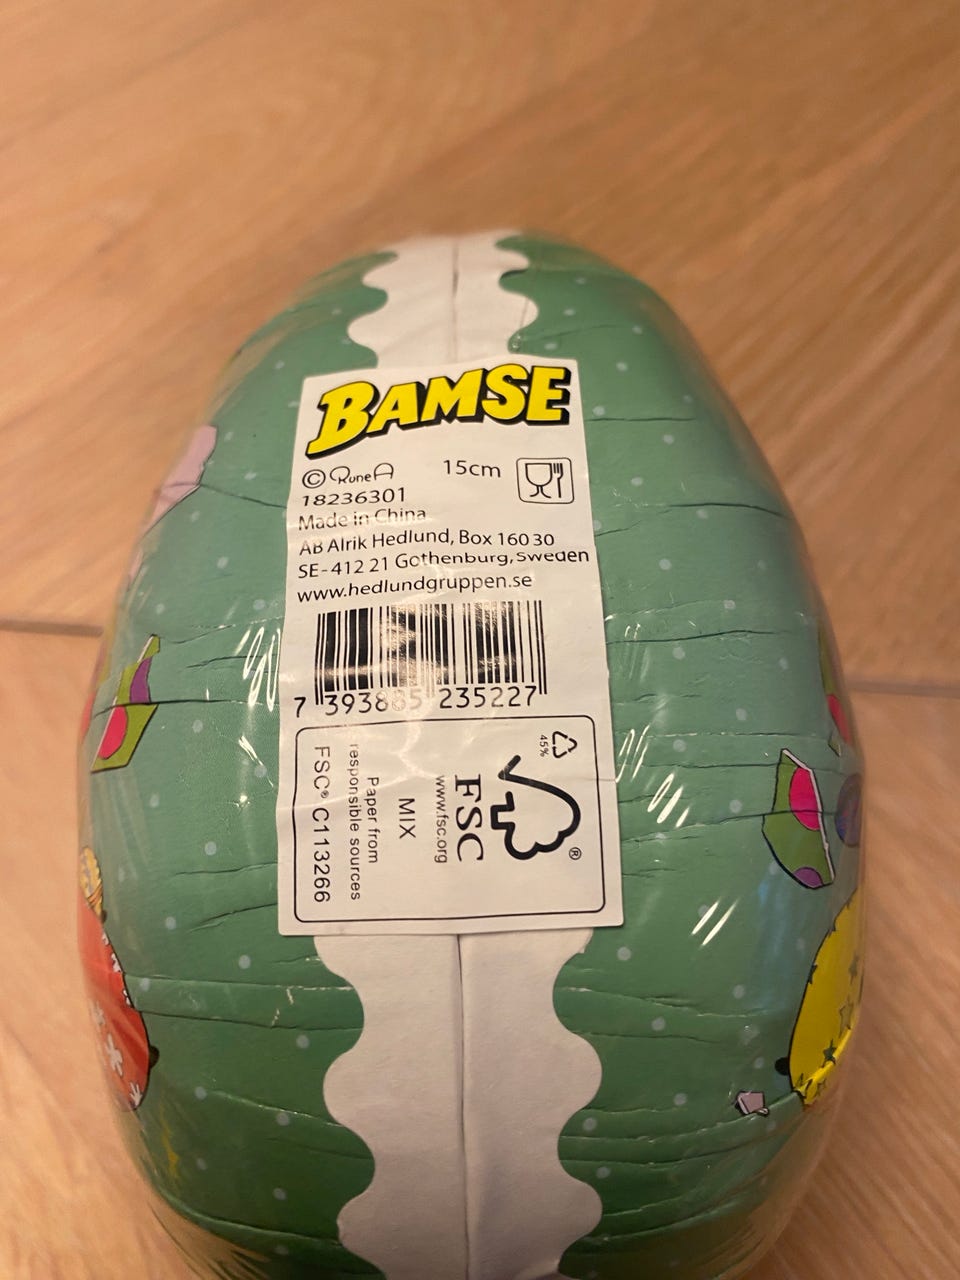 BAMSE
© Rune A 15cm
18236301
Made in China
AB Alrik Hedlund, Box 160 30
SE-412 21 Gothenburg, Sweden
www.hedlundgruppen.se
7 393885 235227
45%
®
FSC
www.fsc.org
MIX
Paper from
responsible sources
FSC® C113266